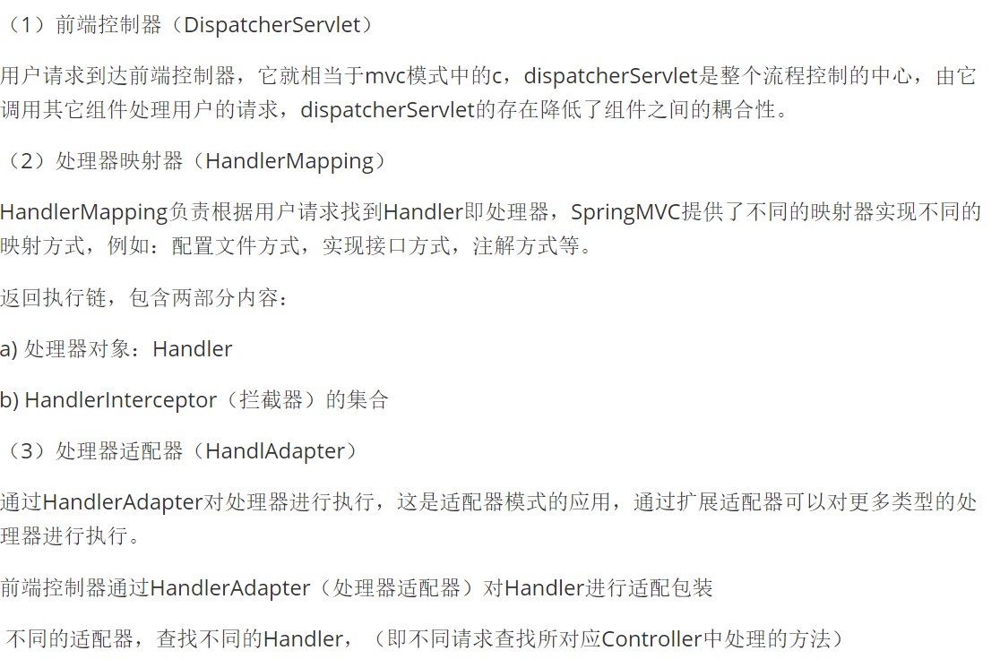 （1）前端控制器（DispatcherServlet）
用户请求到达前端控制器，它就相当于mvc模式中的c，dispatcherServlet是整个流程控制的中心，由它
调用其它组件处理用户的请求，dispatcherServlet的存在降低了组件之间的耦合性。
（2）处理器映射器（HandlerMapping）
HandlerMapping负责根据用户请求找到Handler即处理器，SpringMVC提供了不同的映射器实现不同的
映射方式，例如：配置文件方式，实现接口方式，注解方式等。
返回执行链，包含两部分内容：
a) 处理器对象：Handler
b) HandlerInterceptor（拦截器）的集合
（3）处理器适配器（HandlAdapter）
通过HandlerAdapter对处理器进行执行，这是适配器模式的应用，通过扩展适配器可以对更多类型的处
理器进行执行。
前端控制器通过HandlerAdapter（处理器适配器）对Handler进行适配包装
不同的适配器，查找不同的Handler，（即不同请求查找所对应Controller中处理的方法）